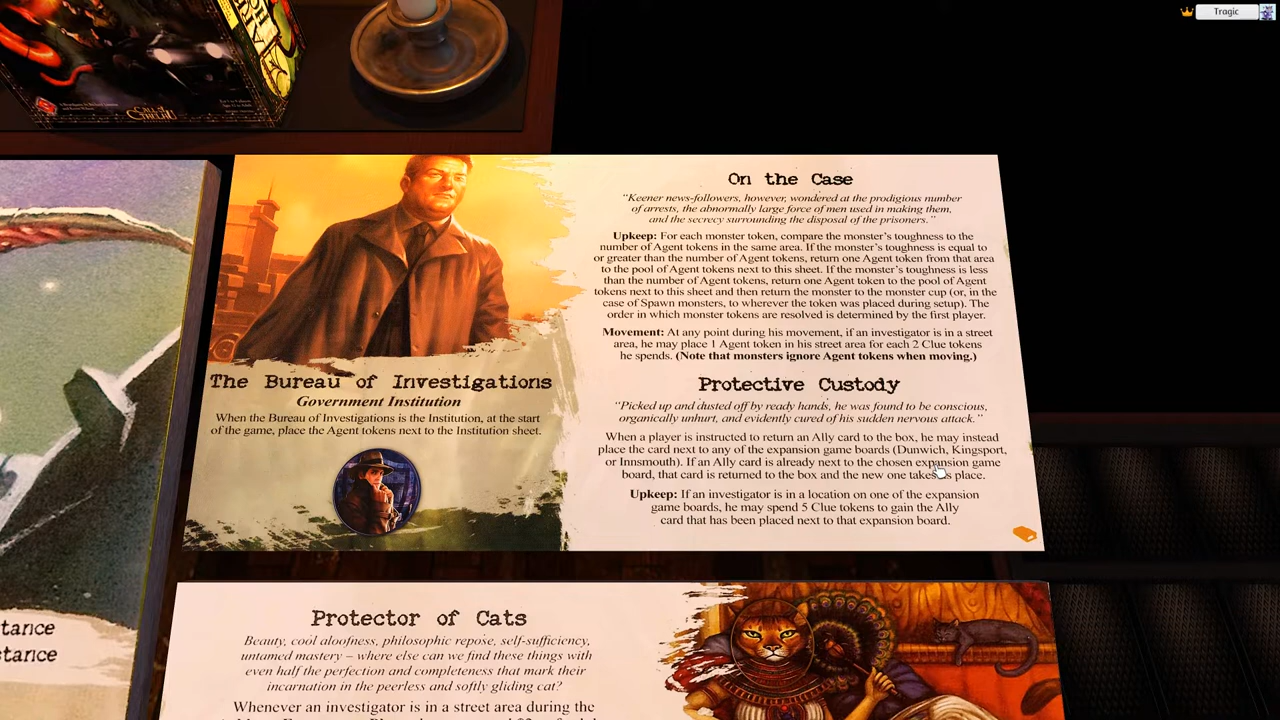 Tragic
The Bureau of Investigations
Government Institution
When the Bureau of Investigations is the Institution, at the start
of the game, place the Agent tokens next to the Institution sheet.
On the Case
“Keener news-followers, however, wondered at the prodigious number
of arrests, the abnormally large force of men used in making them,
and the secrecy surrounding the disposal of the prisoners.”
Upkeep: For each monster token, compare the monster's toughness to the
number of Agent tokens in the same area. If the monster's toughness is equal to
or greater than the number of Agent tokens, return one Agent token from that area
to the pool of Agent tokens next to this sheet. If the monster's toughness is less
than the number of Agent tokens, return one Agent token to the pool of Agent
tokens next to this sheet and then return the monster to the monster cup (or, in the
case of Spawn monsters, to wherever the token was placed during setup). The
order in which monster tokens are resolved is determined by the first player.
Movement: At any point during his movement, if an investigator is in a street
area, he may place 1 Agent token in his street area for each 2 Clue tokens
he spends. (Note that monsters ignore Agent tokens when moving.)
Protective Custody
“Picked up and dusted off by ready hands, he was found to be conscious,
organically unhurt, and evidently cured of his sudden nervous attack.”
When a player is instructed to return an Ally card to the box, he may instead
place the card next to any of the expansion game boards (Dunwich, Kingsport,
or Innsmouth). If an Ally card is already next to the chosen expansion game
board, that card is returned to the box and the new one takes its place.
Upkeep: If an investigator is in a location on one of the expansion
game boards, he may spend 5 Clue tokens to gain the Ally
card that has been placed next to that expansion board.
tance
stance
Protector of Cats
Beauty, cool aloofness, philosophic repose, self-sufficiency,
untamed mastery – where else can we find these things with
even half the perfection and completeness that mark their
incarnation in the peerless and softly gliding cat?
Whenever an investigator is in a street area during the